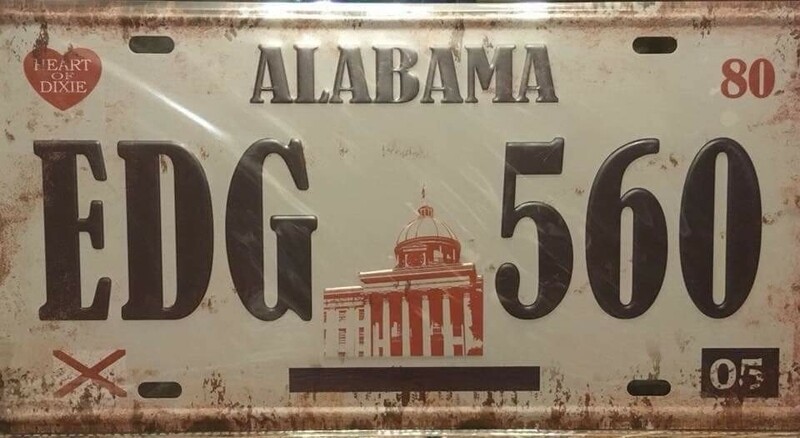 HEART
OF
DIXIE
ALABAMA
80
EDG 560
05